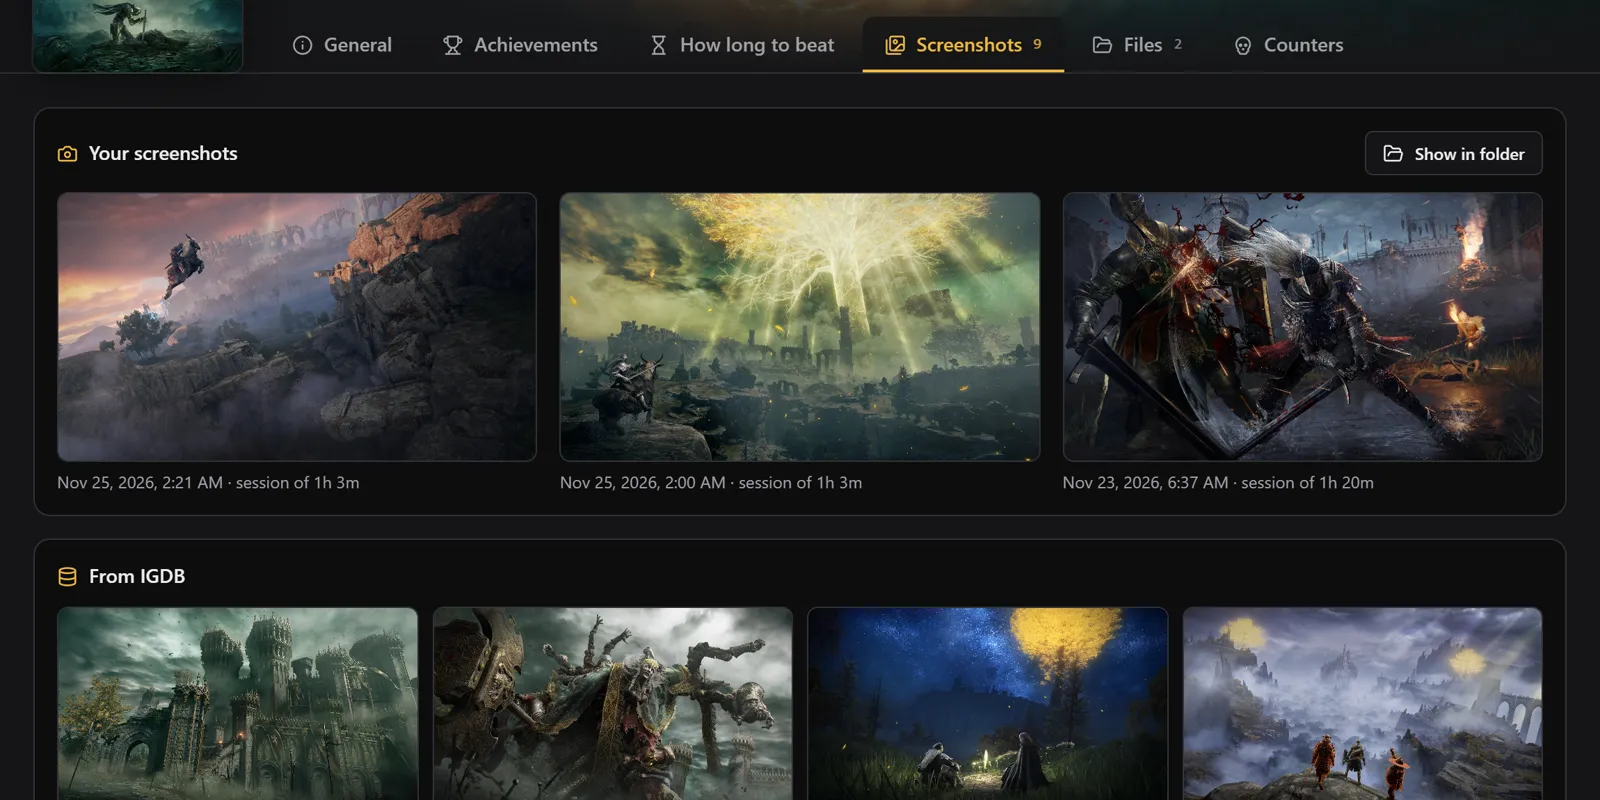 General
Achievements
How long to beat
Screenshots 9
Files 2
Counters
Your screenshots
Show in folder
Nov 25, 2026, 2:21 AM · session of 1h 3m
Nov 25, 2026, 2:00 AM · session of 1h 3m
Nov 23, 2026, 6:37 AM · session of 1h 20m
From IGDB